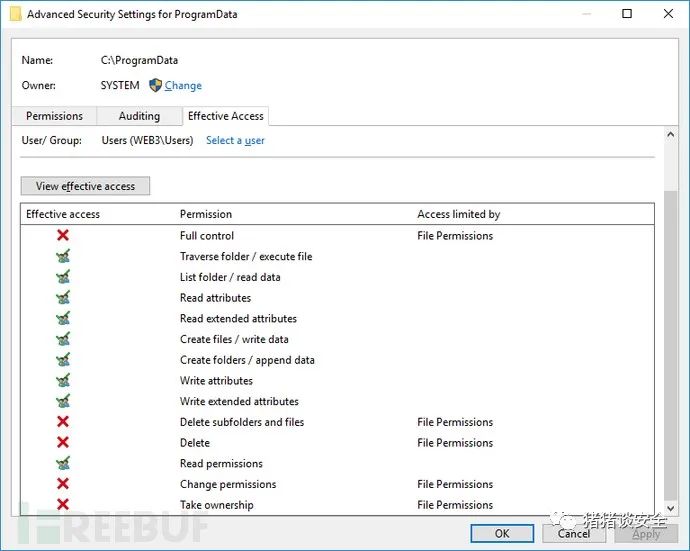 Advanced Security Settings for ProgramData
Name: C:\ProgramData
Owner: SYSTEM Change
Permissions Auditing Effective Access
User/ Group: Users (WEB3\Users) Select a user
View effective access
Effective access Permission Access limited by
Full control File Permissions
Traverse folder / execute file
List folder / read data
Read attributes
Read extended attributes
Create files / write data
Create folders / append data
Write attributes
Write extended attributes
Delete subfolders and files File Permissions
Delete File Permissions
Read permissions
Change permissions File Permissions
Take ownership File Permissions
FREEBUF
猪猪谈安全
OK Cancel Apply